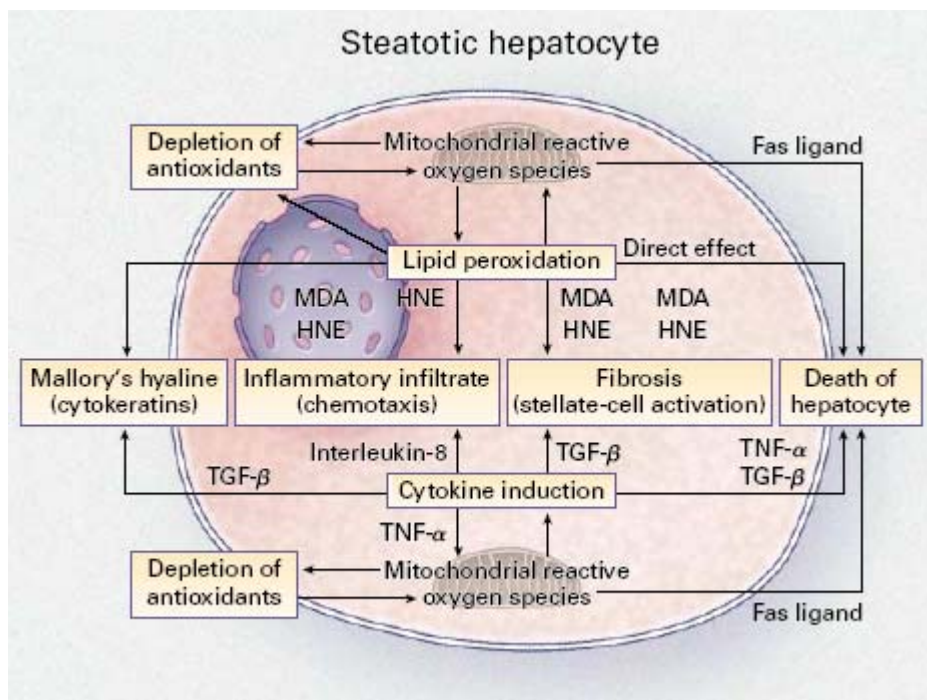 Steatotic hepatocyte
Depletion of
antioxidants
Mitochondrial reactive
oxygen species
Fas ligand
Lipid peroxidation
Direct effect
MDA
HNE
HNE
MDA
HNE
MDA
HNE
Mallory's hyaline
(cytokeratins)
Inflammatory infiltrate
(chemotaxis)
Fibrosis
(stellate-cell activation)
Death of
hepatocyte
TGF-β
Interleukin-8
TGF-β
TNF-α
TGF-β
Cytokine induction
TNF-α
Depletion of
antioxidants
Mitochondrial reactive
oxygen species
Fas ligand